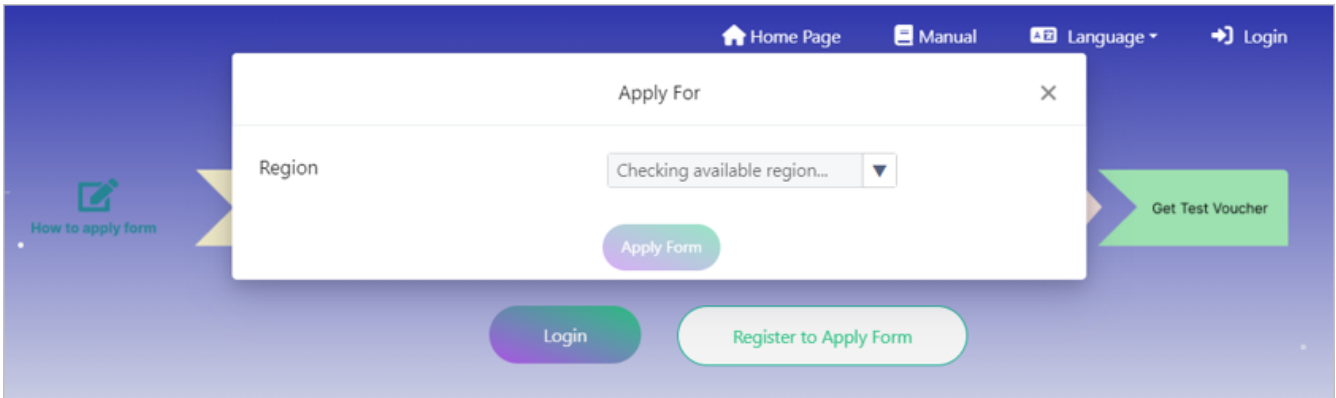 Home Page
Manual
Language
Login
Apply For
Region
Checking available region...
How to apply form
Get Test Voucher
Apply Form
Login
Register to Apply Form